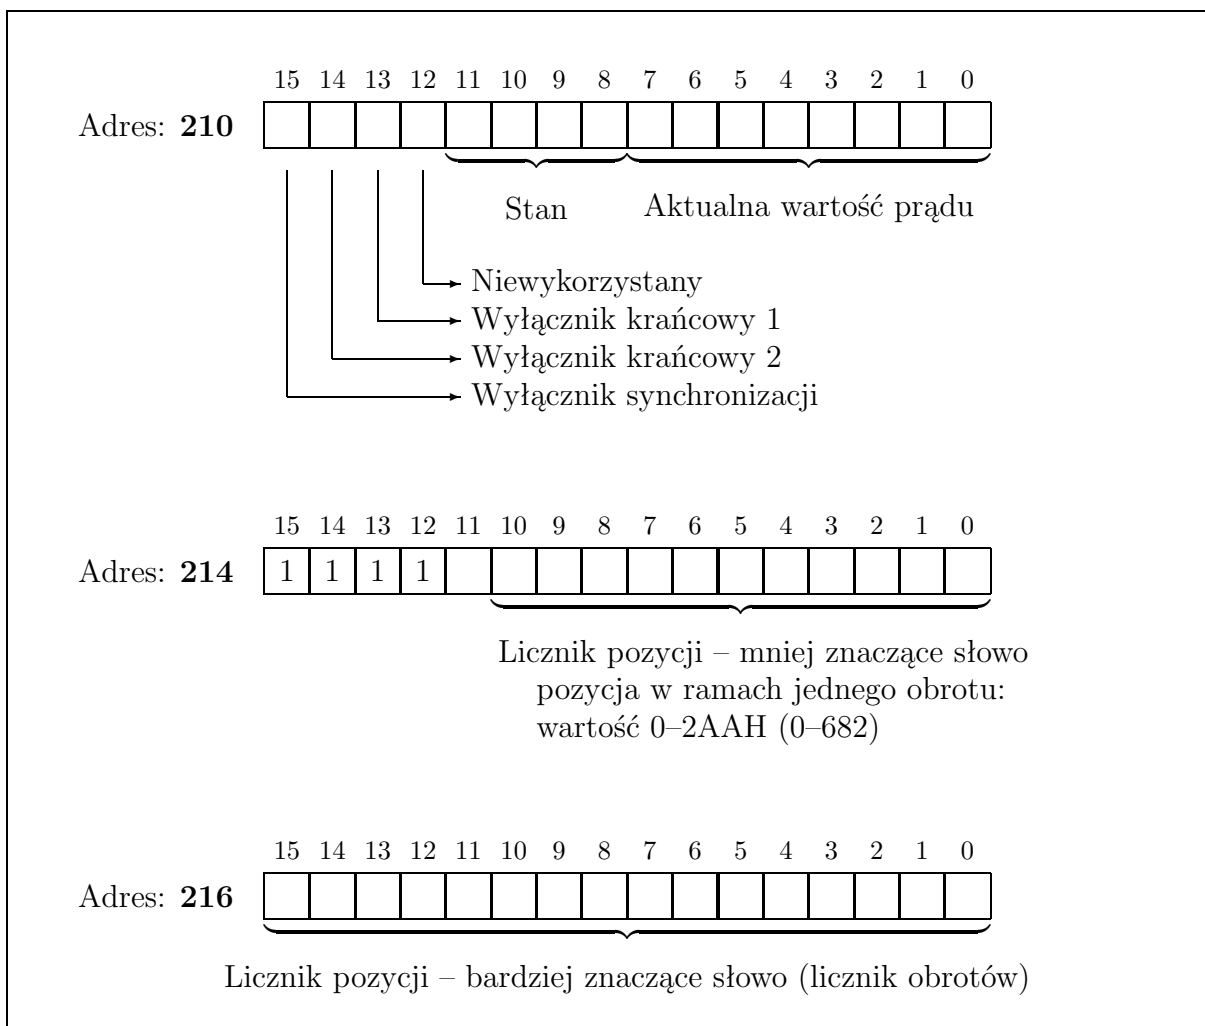 15 14 13 12 11 10 9 8 7 6 5 4 3 2 1 0
Adres: 210
Stan
Aktualna wartość prądu
Niewykorzystany
Wyłącznik krańcowy 1
Wyłącznik krańcowy 2
Wyłącznik synchronizacji
15 14 13 12 11 10 9 8 7 6 5 4 3 2 1 0
Adres: 214 1 1 1 1
Licznik pozycji – mniej znaczące słowo
pozycja w ramach jednego obrotu:
wartość 0–2AAH (0–682)
15 14 13 12 11 10 9 8 7 6 5 4 3 2 1 0
Adres: 216
Licznik pozycji – bardziej znaczące słowo (licznik obrotów)